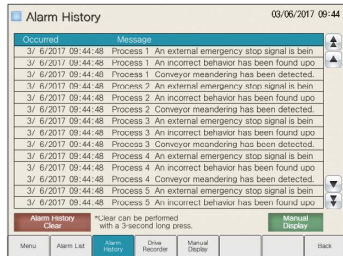 Alarm History
03/06/2017 09:44
Occurred Message
3/ 6/2017 09:44:48 Process 1 An external emergency stop signal is bein
3/ 6/2017 09:44:48 Process 1 An incorrect behavior has been found upo
3/ 6/2017 09:44:48 Process 1 Conveyor meandering has been detected.
3/ 6/2017 09:44:48 Process 2 An external emergency stop signal is bein
3/ 6/2017 09:44:48 Process 2 An incorrect behavior has been found upo
3/ 6/2017 09:44:48 Process 2 Conveyor meandering has been detected.
3/ 6/2017 09:44:48 Process 3 An external emergency stop signal is bein
3/ 6/2017 09:44:48 Process 3 An incorrect behavior has been found upo
3/ 6/2017 09:44:48 Process 3 Conveyor meandering has been detected.
3/ 6/2017 09:44:48 Process 4 An external emergency stop signal is bein
3/ 6/2017 09:44:48 Process 4 An incorrect behavior has been found upo
3/ 6/2017 09:44:48 Process 4 Conveyor meandering has been detected.
3/ 6/2017 09:44:48 Process 5 An external emergency stop signal is bein
3/ 6/2017 09:44:48 Process 5 An incorrect behavior has been found upo
Alarm History
Clear
*Clear can be performed
with a 3-second long press.
Manual
Display
Menu
Alarm List
Alarm
History
Drive
Recorder
Manual
Display
Back